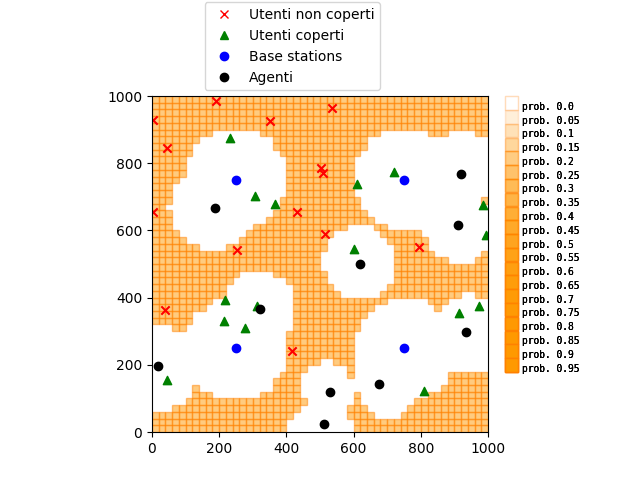 Utenti non coperti
Utenti coperti
Base stations
Agenti
1000
800
600
400
200
0
0
200
400
600
800
1000
prob. 0.0
prob. 0.05
prob. 0.1
prob. 0.15
prob. 0.2
prob. 0.25
prob. 0.3
prob. 0.35
prob. 0.4
prob. 0.45
prob. 0.5
prob. 0.55
prob. 0.6
prob. 0.65
prob. 0.7
prob. 0.75
prob. 0.8
prob. 0.85
prob. 0.9
prob. 0.95